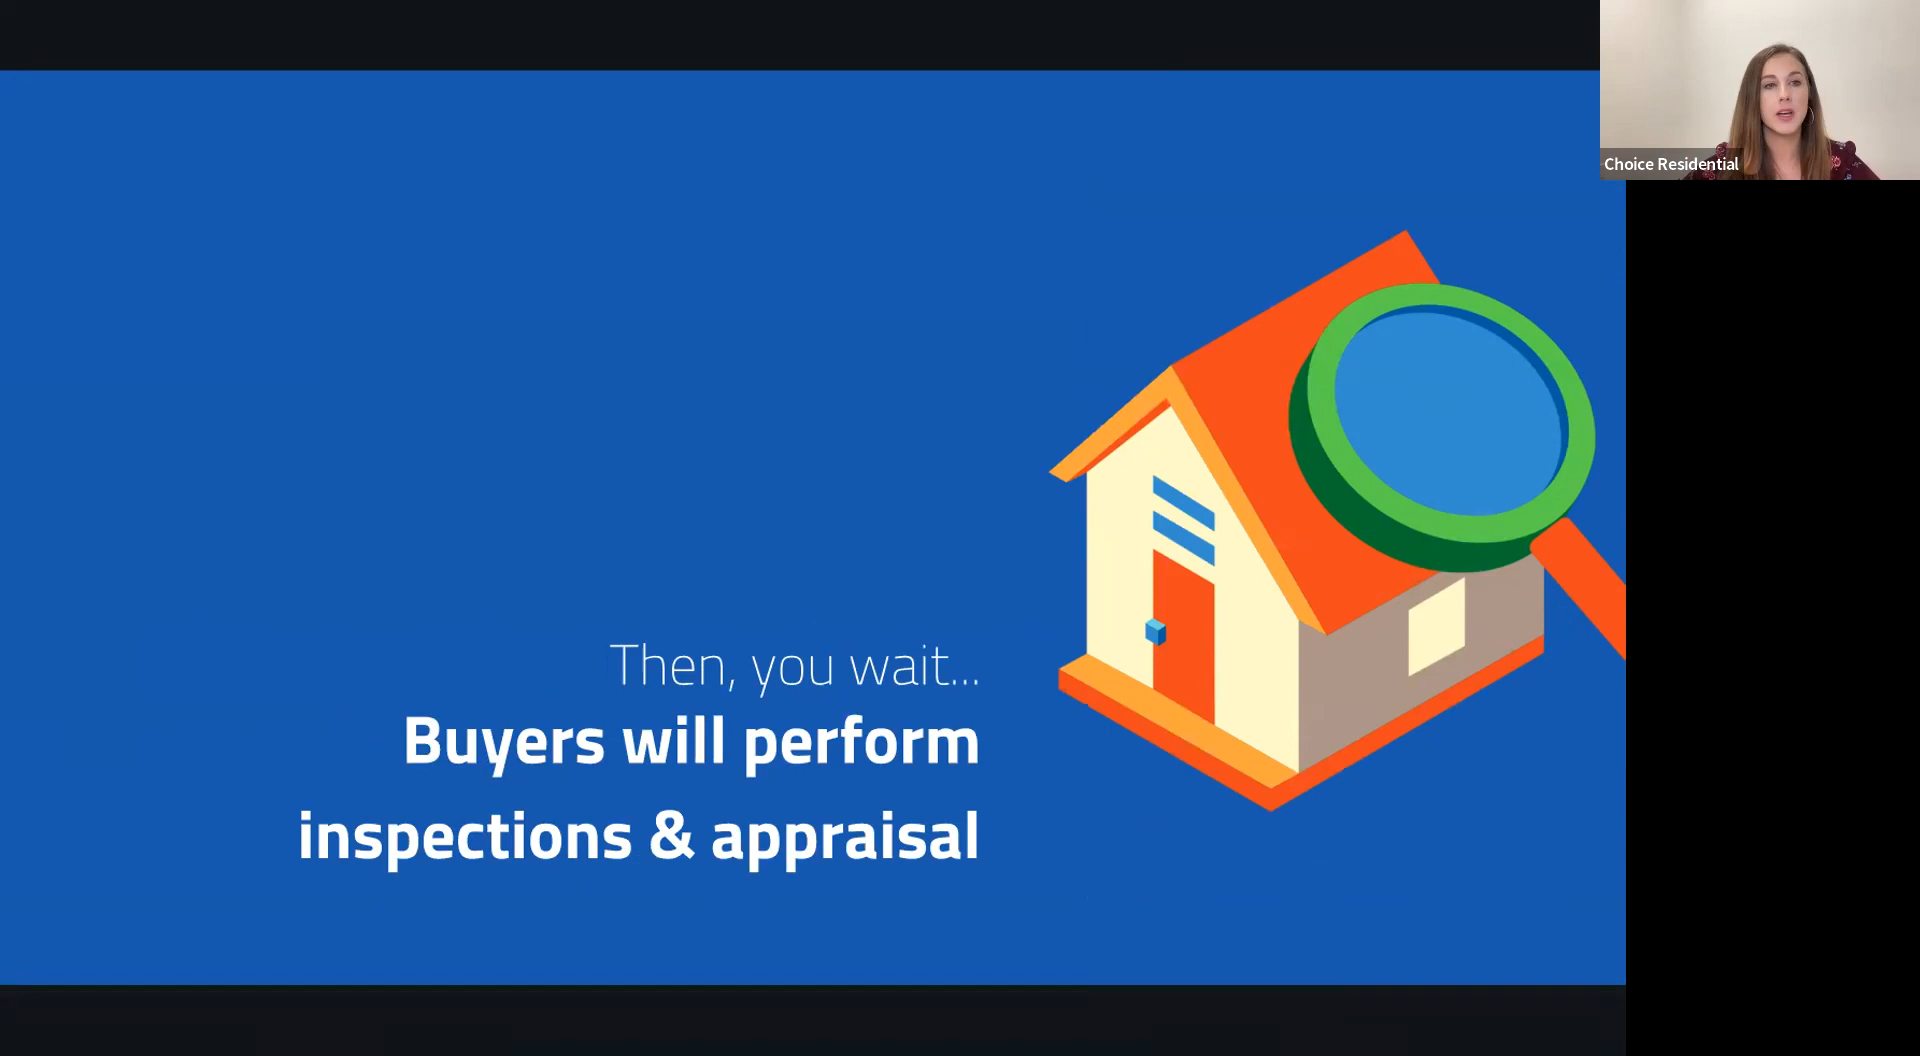 Choice Residential
Then, you wait...
Buyers will perform
inspections & appraisal